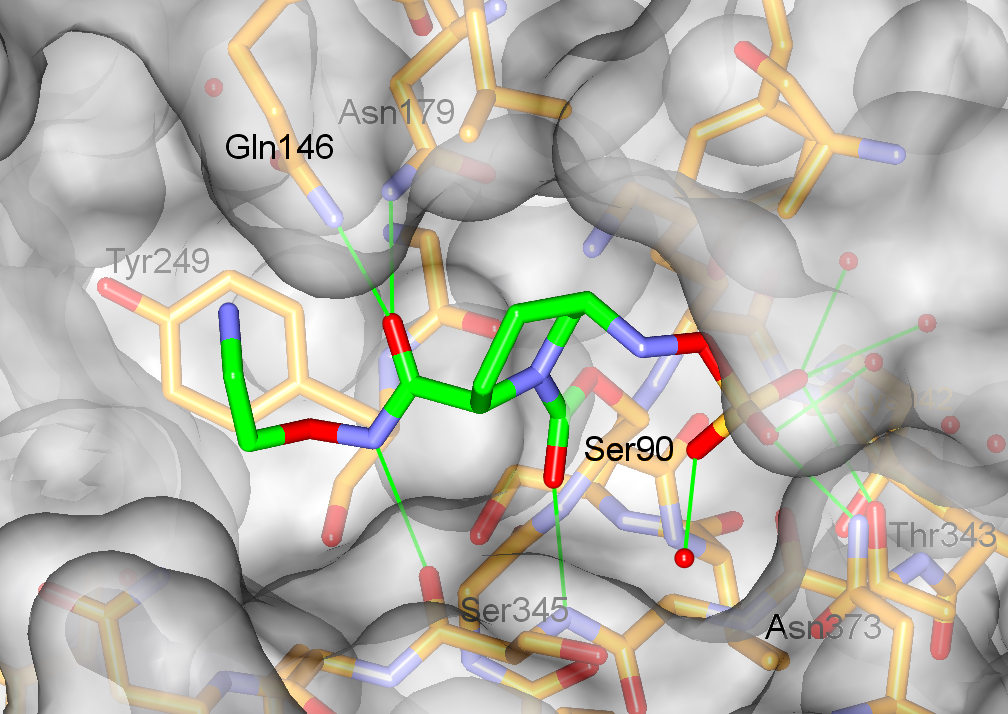 Asn179
Gln146
Tyr249
Ser90
Thr343
Ser345
Asn373